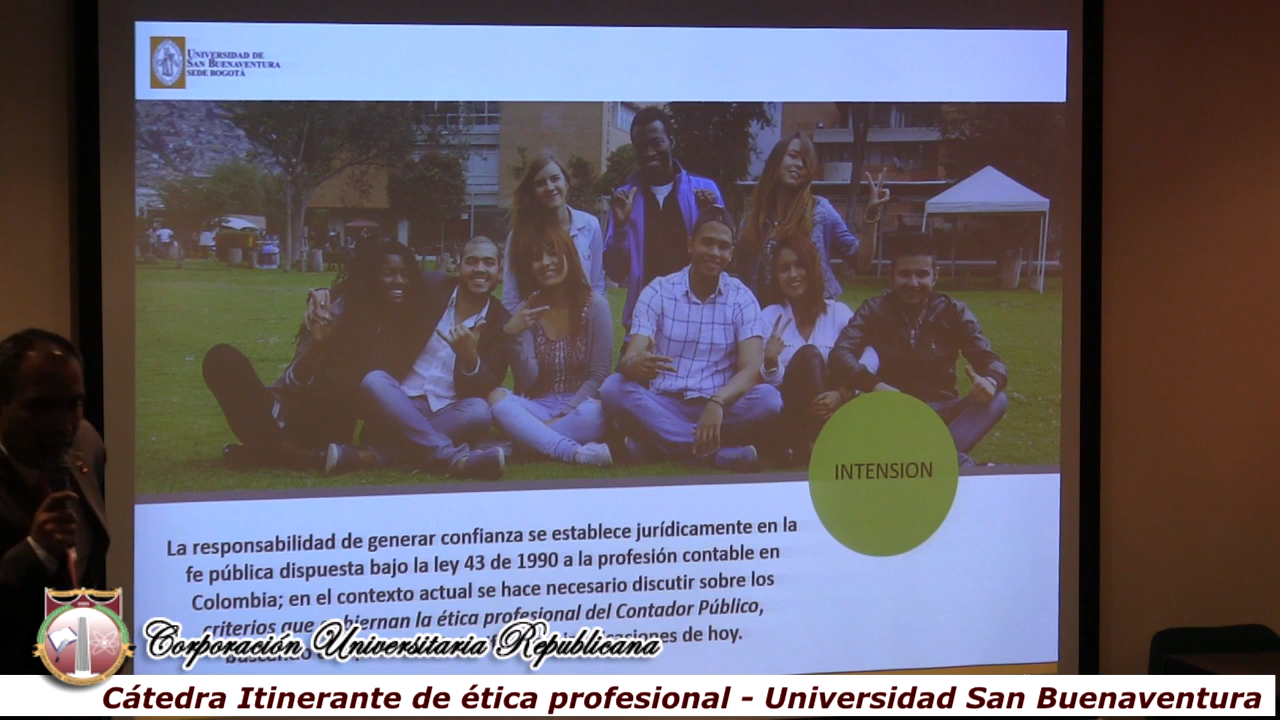 UNIVERSIDAD DE
SAN BUENAVENTURA
SEDE BOGOTÁ
INTENSION
La responsabilidad de generar confianza se establece jurídicamente en la
fe pública dispuesta bajo la ley 43 de 1990 a la profesión contable en
Colombia; en el contexto actual se hace necesario discutir sobre los
criterios que gobiernan la ética profesional del Contador Público,
de hoy.
Corporación Universitaria Republicana
Cátedra Itinerante de ética profesional - Universidad San Buenaventura